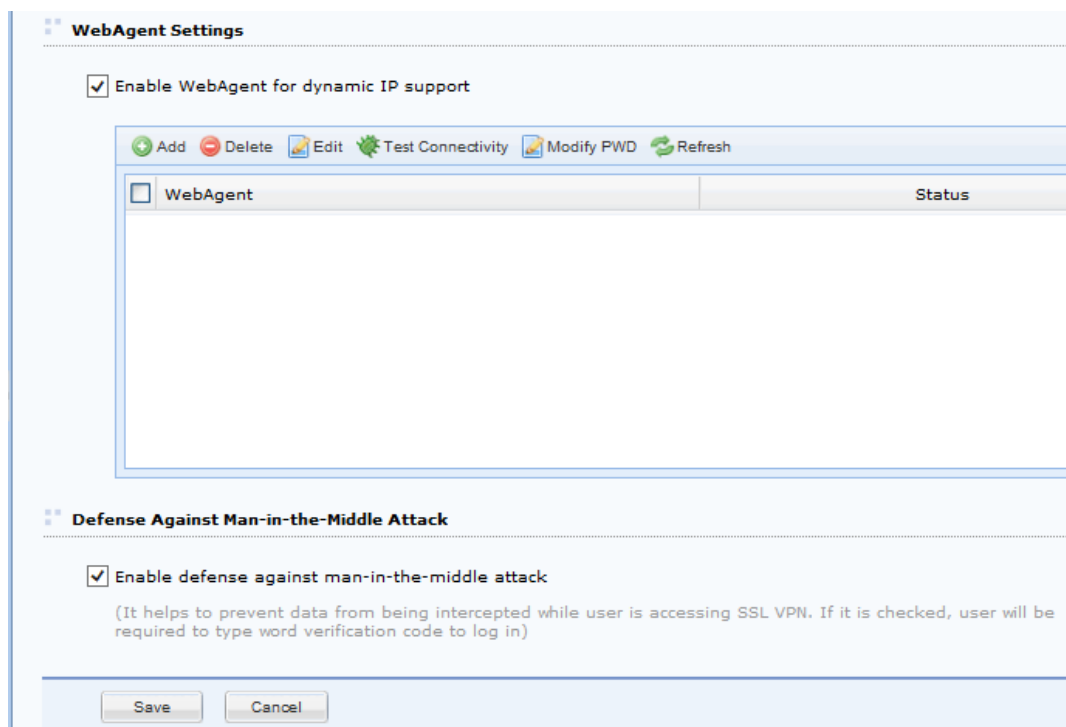 WebAgent Settings
Enable WebAgent for dynamic IP support
Add Delete Edit Test Connectivity Modify PWD Refresh
WebAgent Status
Defense Against Man-in-the-Middle Attack
Enable defense against man-in-the-middle attack
(It helps to prevent data from being intercepted while user is accessing SSL VPN. If it is checked, user will be
required to type word verification code to log in)
Save Cancel